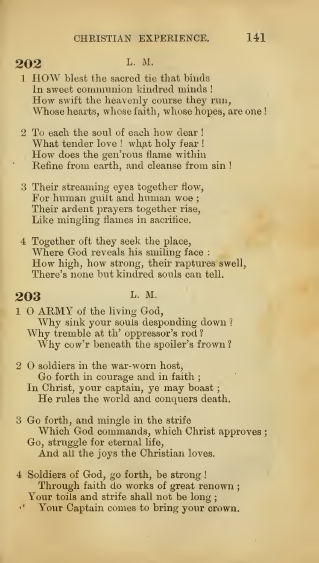 CHRISTIAN EXPERIENCE. 141
202 L. M.
1 HOW blest the sacred tie that binds
In sweet communion kindred minds !
How swift the heavenly course they run,
Whose hearts, whose faith, whose hopes, are one !
2 To each the soul of each how dear !
What tender love ! what holy fear !
How does the gen'rous flame within
Refine from earth, and cleanse from sin !
3 Their streaming eyes together flow,
For human guilt and human woe ;
Their ardent prayers together rise,
Like mingling flames in sacrifice.
4 Together oft they seek the place,
Where God reveals his smiling face :
How high, how strong, their raptures swell,
There's none but kindred souls can tell.
203 L. M.
1 O ARMY of the living God,
Why sink your souls desponding down ?
Why tremble at th' oppressor's rod ?
Why cow'r beneath the spoiler's frown ?
2 O soldiers in the war-worn host,
Go forth in courage and in faith ;
In Christ, your captain, ye may boast ;
He rules the world and conquers death.
3 Go forth, and mingle in the strife
Which God commands, which Christ approves ;
Go, struggle for eternal life,
And all the joys the Christian loves.
4 Soldiers of God, go forth, be strong !
Through faith do works of great renown ;
Your toils and strife shall not be long ;
Your Captain comes to bring your crown.